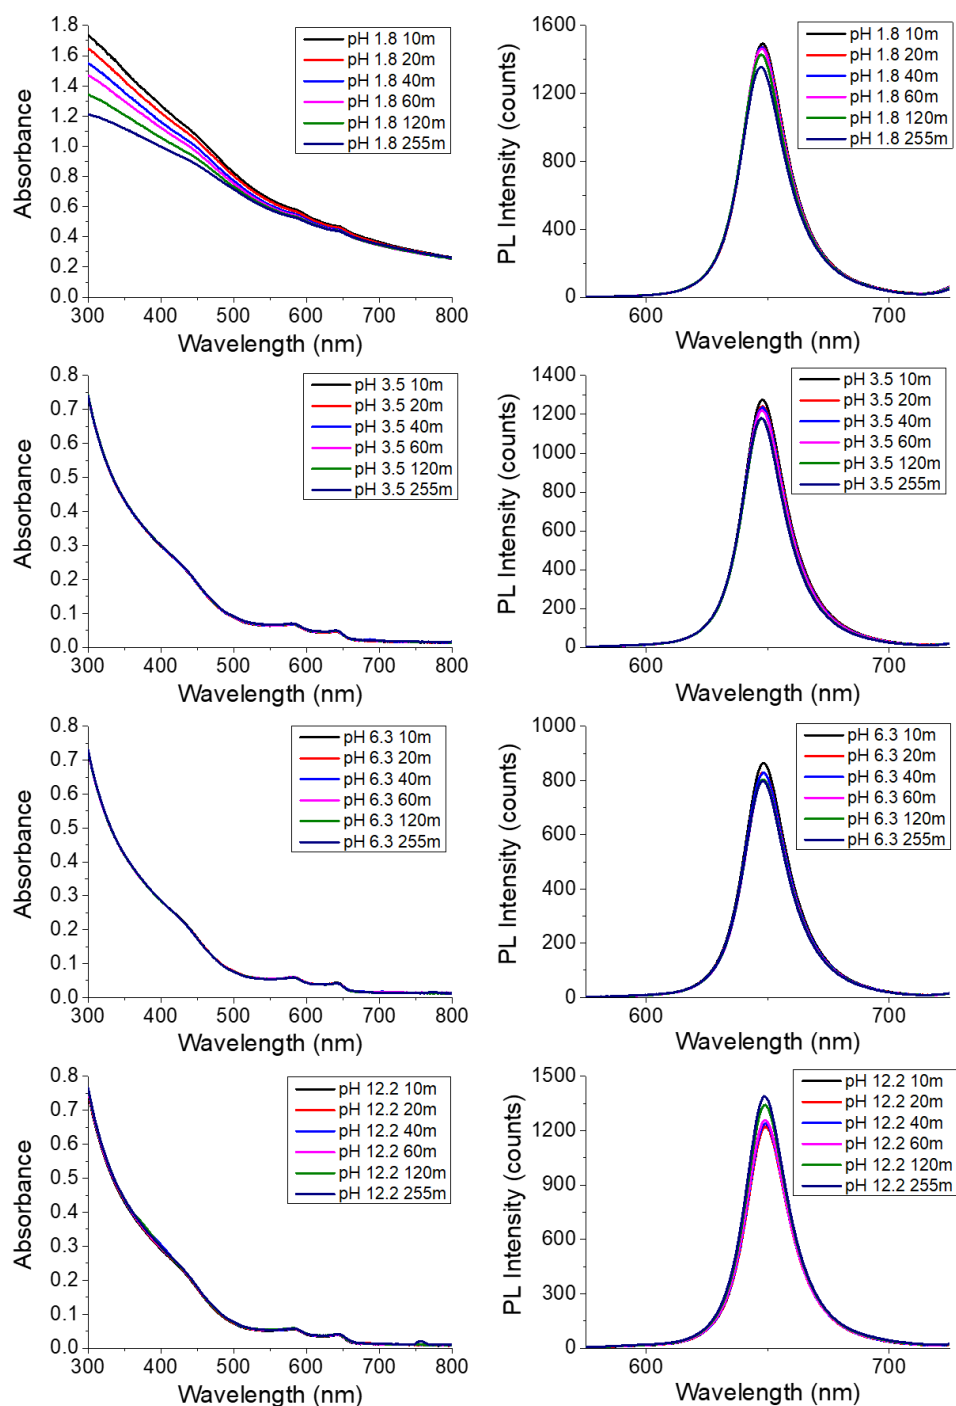 1.8
1.6
1.4
1.2
1.0
0.8
0.6
0.4
0.2
0.0
Absorbance
pH 1.8 10m
pH 1.8 20m
pH 1.8 40m
pH 1.8 60m
pH 1.8 120m
pH 1.8 255m
300 400 500 600 700 800
Wavelength (nm)
1600
1200
800
400
0
PL Intensity (counts)
pH 1.8 10m
pH 1.8 20m
pH 1.8 40m
pH 1.8 60m
pH 1.8 120m
pH 1.8 255m
600 700
Wavelength (nm)
0.8
0.7
0.6
0.5
0.4
0.3
0.2
0.1
0.0
Absorbance
pH 3.5 10m
pH 3.5 20m
pH 3.5 40m
pH 3.5 60m
pH 3.5 120m
pH 3.5 255m
300 400 500 600 700 800
Wavelength (nm)
1400
1200
1000
800
600
400
200
0
PL Intensity (counts)
pH 3.5 10m
pH 3.5 20m
pH 3.5 40m
pH 3.5 60m
pH 3.5 120m
pH 3.5 255m
600 700
Wavelength (nm)
0.8
0.7
0.6
0.5
0.4
0.3
0.2
0.1
0.0
Absorbance
pH 6.3 10m
pH 6.3 20m
pH 6.3 40m
pH 6.3 60m
pH 6.3 120m
pH 6.3 255m
300 400 500 600 700 800
Wavelength (nm)
1000
800
600
400
200
0
PL Intensity (counts)
pH 6.3 10m
pH 6.3 20m
pH 6.3 40m
pH 6.3 60m
pH 6.3 120m
pH 6.3 255m
600 700
Wavelength (nm)
0.8
0.7
0.6
0.5
0.4
0.3
0.2
0.1
0.0
Absorbance
pH 12.2 10m
pH 12.2 20m
pH 12.2 40m
pH 12.2 60m
pH 12.2 120m
pH 12.2 255m
300 400 500 600 700 800
Wavelength (nm)
1500
1200
900
600
300
0
PL Intensity (counts)
pH 12.2 10m
pH 12.2 20m
pH 12.2 40m
pH 12.2 60m
pH 12.2 120m
pH 12.2 255m
600 700
Wavelength (nm)